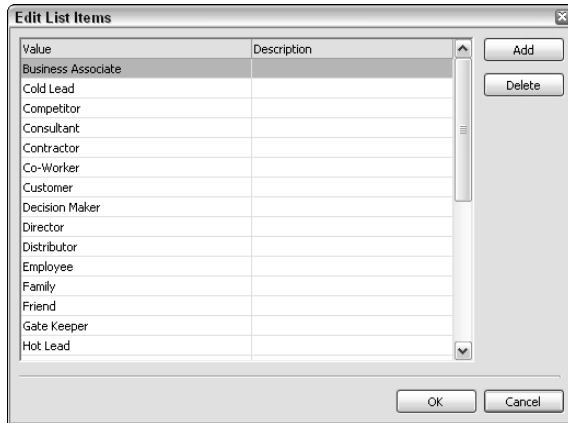 Edit List Items
Value Description
Add
Business Associate
Cold Lead
Delete
Competitor
Consultant
Contractor
Co-Worker
Customer
Decision Maker
Director
Distributor
Employee
Family
Friend
Gate Keeper
Hot Lead
OK Cancel